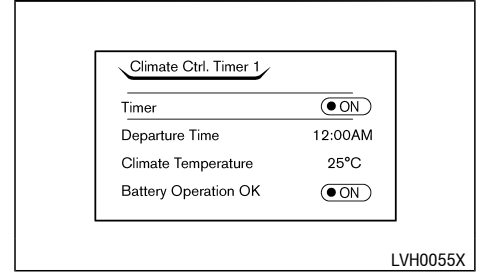 Climate Ctrl. Timer 1
Timer ON
Departure Time 12:00AM
Climate Temperature 25°C
Battery Operation OK ON
LVH0055X